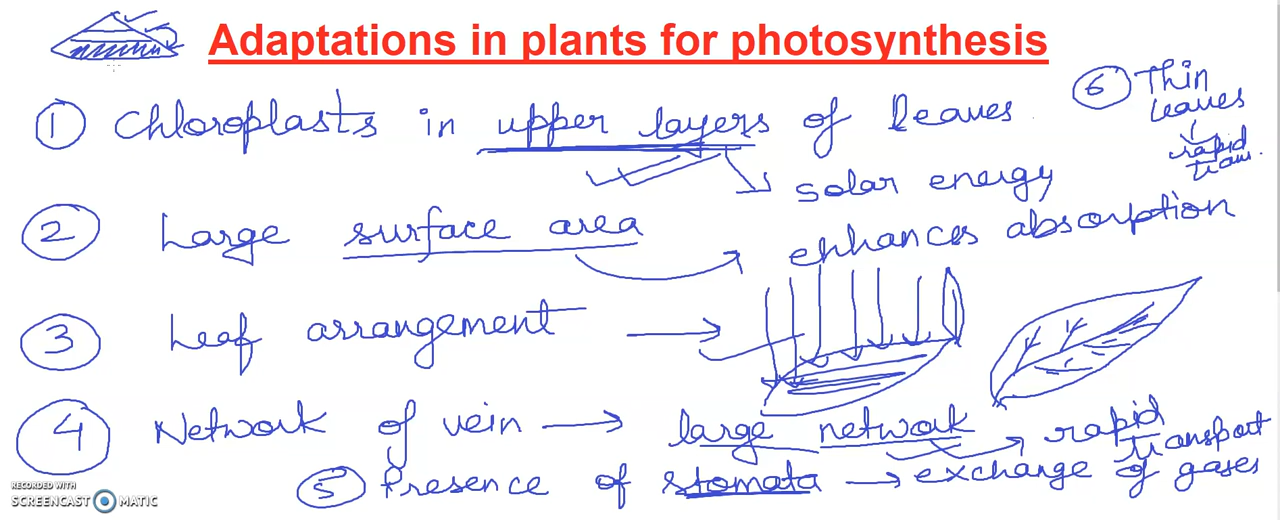 Adaptations in plants for photosynthesis
① Chloroplasts in upper layers of leaves
solar energy
② Large surface area
enhances absorption
③ Leaf arrangement
④ Network of vein → large network
rapid transport
⑤ Presence of stomata → exchange of gases
⑥ Thin
leaves
rapid
tran.
RECORDED WITH
SCREENCAST MATIC